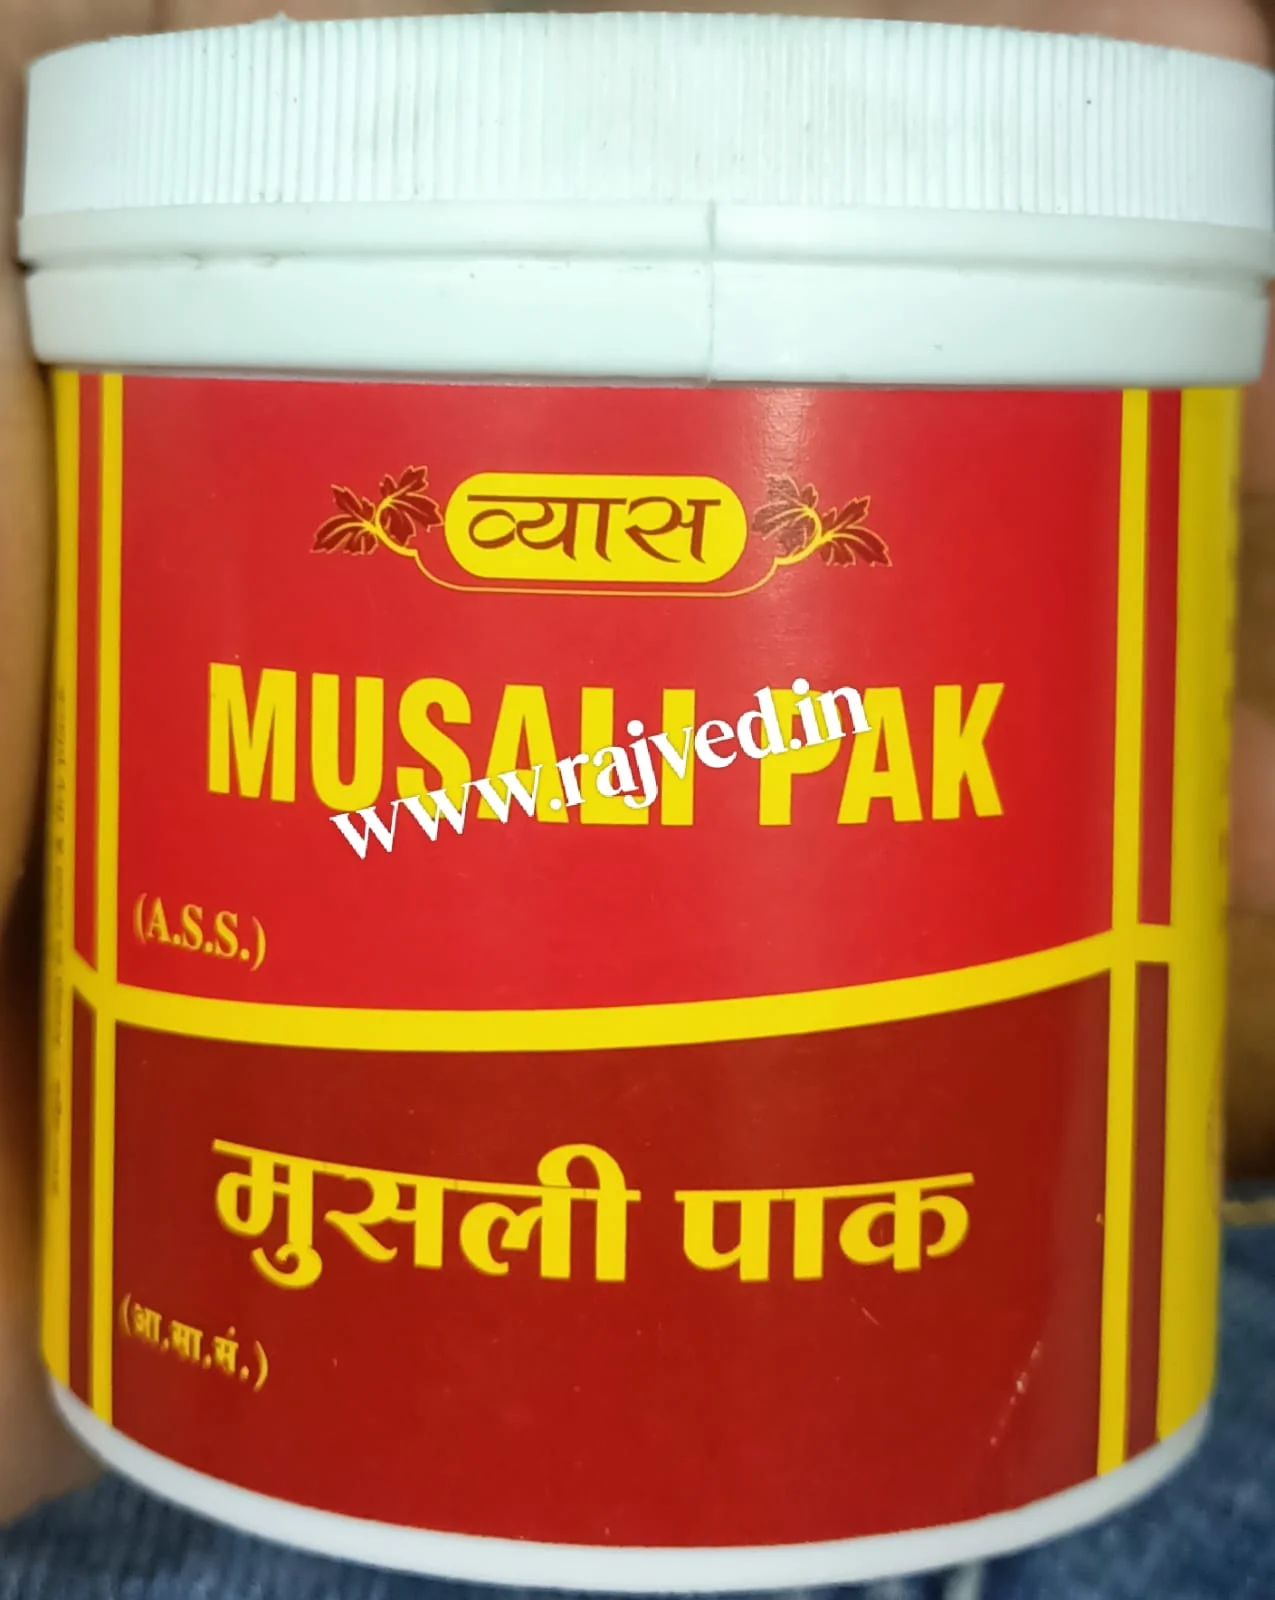 व्यास
MUSALI PAK
www.rajved.in
(A.S.S.)
मुसली पाक
(आ.सा.सं.)